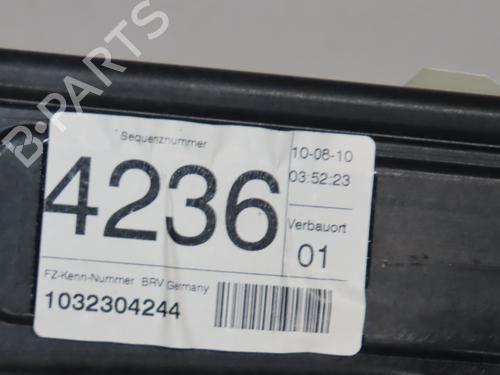 Sequenznummer
4236
10-08-10
03:52:23
Verbauort
01
FZ-Kenn-Nummer BRV Germany
1032304244
B-PARTS